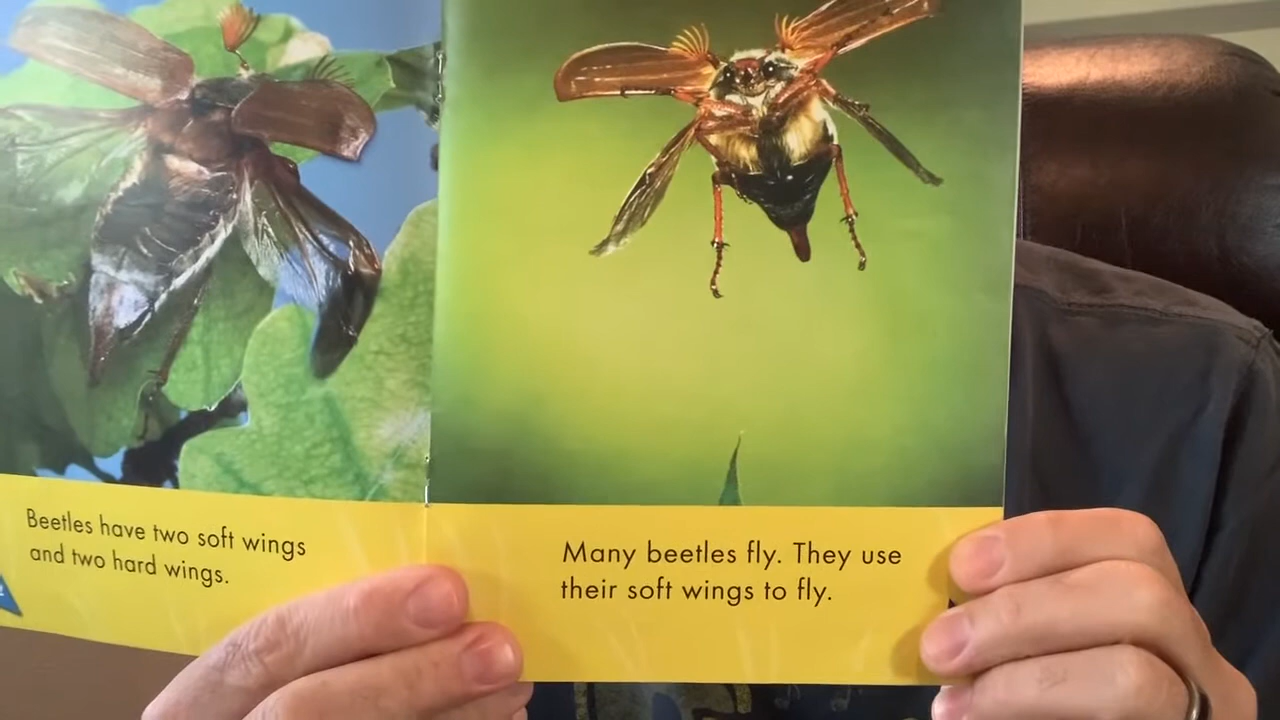 Beetles have two soft wings
and two hard wings.
Many beetles fly. They use
their soft wings to fly.